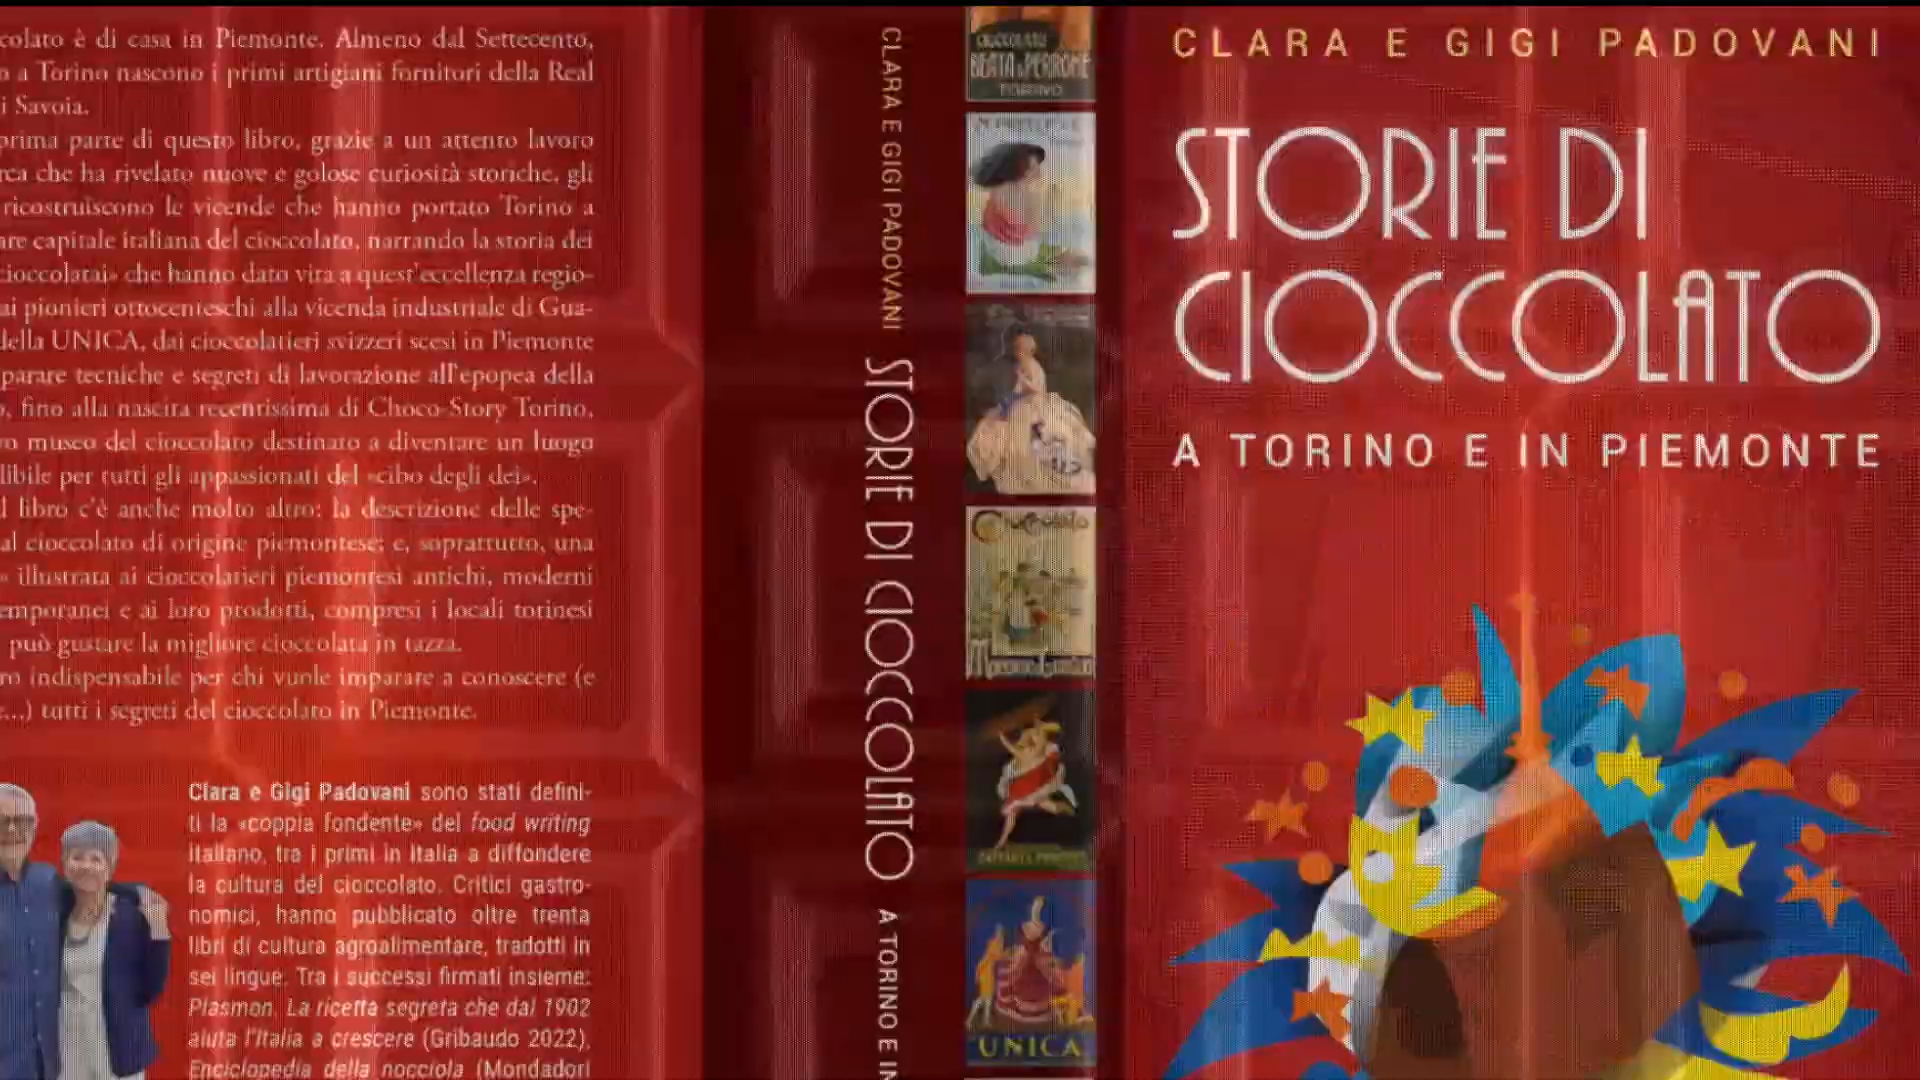 colato è di casa in Piemonte. Almeno dal Settecento,
o a Torino nascono i primi artigiani fornitori della Real
i Savoia.
prima parte di questo libro, grazie a un attento lavoro
rca che ha rivelato nuove e golose curiosità storiche, gli
ricostruiscono le vicende che hanno portato Torino a
are capitale italiana del cioccolato, narrando la storia dei
cioccolatai» che hanno dato vita a quest'eccellenza regio-
ai pionieri ottocenteschi alla vicenda industriale di Gua-
della UNICA, dai cioccolatieri svizzeri scesi in Piemonte
parare tecniche e segreti di lavorazione all'epopea della
o, fino alla nascita recentissima di Choco-Story Torino,
vo museo del cioccolato destinato a diventare un luogo
dibile per tutti gli appassionati del «cibo degli dei».
l libro c'è anche molto altro: la descrizione delle spe-
al cioccolato di origine piemontese; e, soprattutto, una
» illustrata ai cioccolatieri piemontesi antichi, moderni
emporanei e ai loro prodotti, compresi i locali torinesi
può gustare la migliore cioccolata in tazza.
ro indispensabile per chi vuole imparare a conoscere (e
e...) tutti i segreti del cioccolato in Piemonte.
Clara e Gigi Padovani sono stati defini-
ti la «coppia fondente» del food writing
italiano, tra i primi in Italia a diffondere
la cultura del cioccolato. Critici gastro-
nomici, hanno pubblicato oltre trenta
libri di cultura agroalimentare, tradotti in
sei lingue. Tra i successi firmati insieme:
Plasmon. La ricetta segreta che dal 1902
aiuta l'Italia a crescere (Gribaudo 2022),
Enciclopedia della nocciola (Mondadori
CLARA E GIGI PADOVANI STORIE DI CIOCCOLATO A TORINO E IN
CIOCCOLATO
BEATA & PERRONE
TORINO
Cioccolato
UNICA
CLARA E GIGI PADOVANI
STORIE DI
CIOCCOLATO
A TORINO E IN PIEMONTE